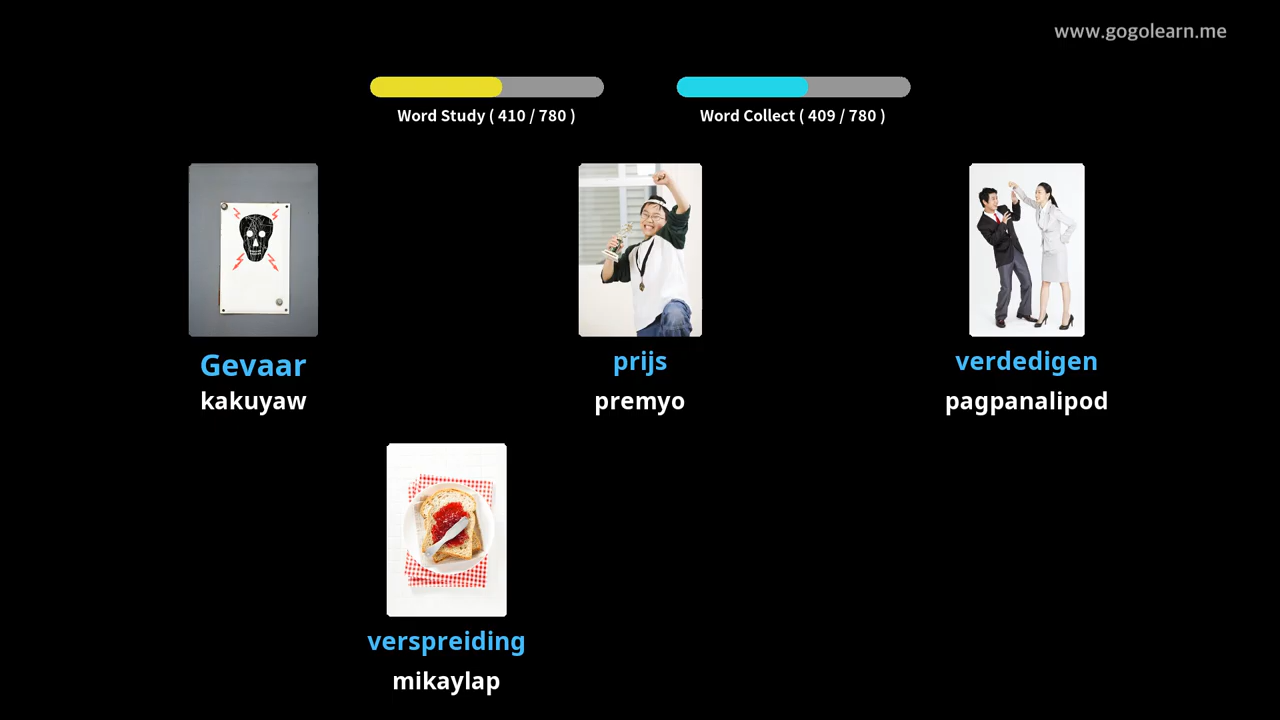 www.gogolearn.me
Word Study ( 410 / 780 )
Word Collect ( 409 / 780 )
Gevaar
kakuyaw
prijs
premyo
verdedigen
pagpanalipod
verspreiding
mikaylap